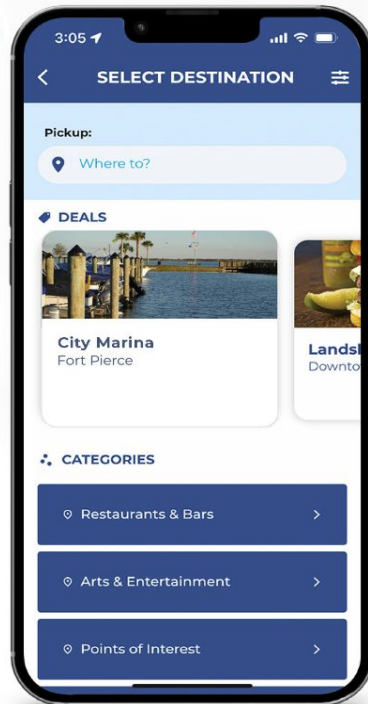 3:05
SELECT DESTINATION
Pickup:
Where to?
DEALS
City Marina
Fort Pierce
CATEGORIES
Restaurants & Bars
Arts & Entertainment
Points of Interest